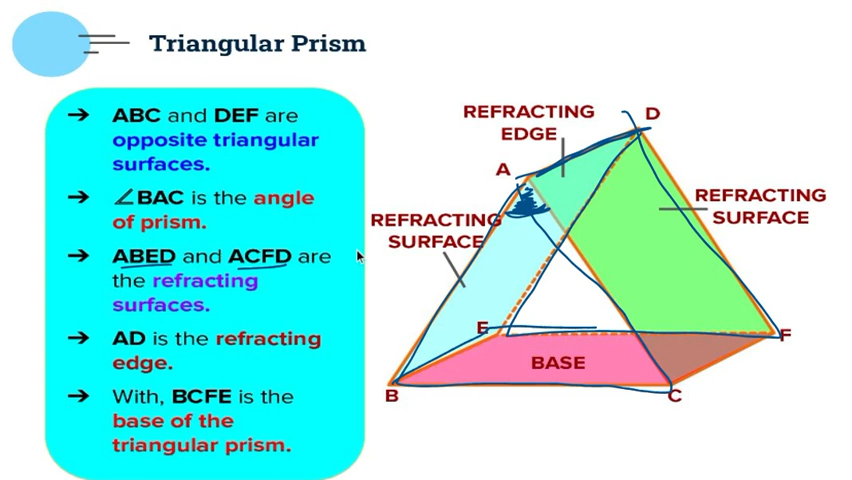 Triangular Prism
➔ ABC and DEF are
opposite triangular
surfaces.
➔ ∠BAC is the angle
of prism.
➔ ABED and ACFD are
the refracting
surfaces.
➔ AD is the refracting
edge.
➔ With, BCFE is the
base of the
triangular prism.
REFRACTING
EDGE
D
A
REFRACTING
SURFACE
REFRACTING
SURFACE
E
F
BASE
B
C